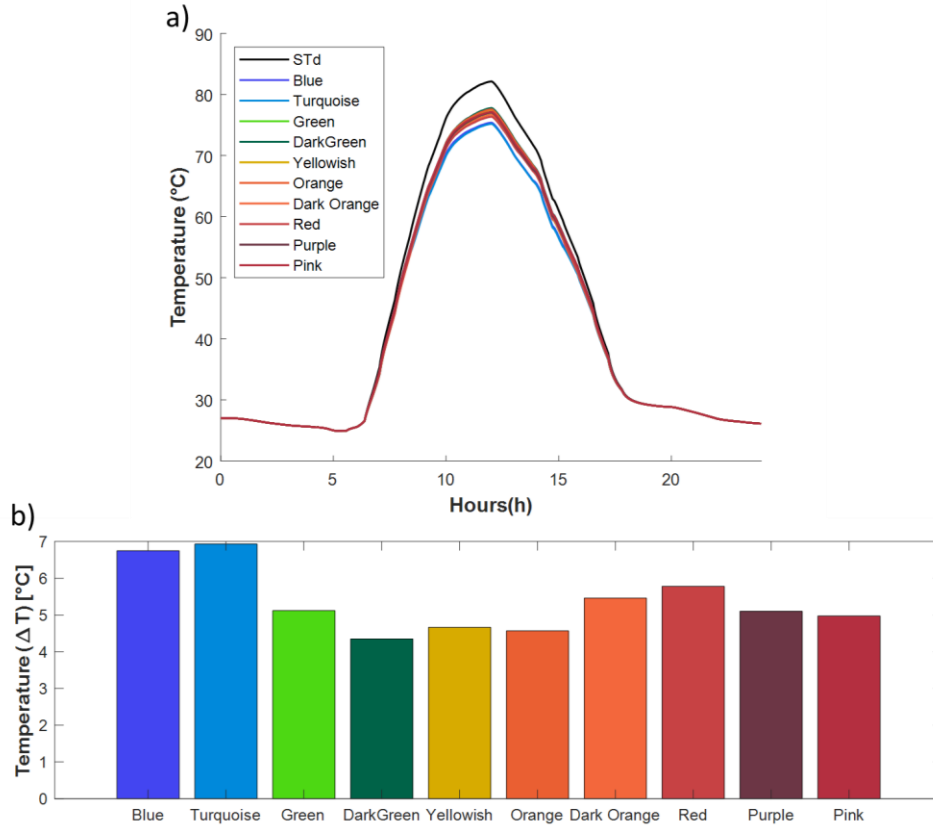 a)
90
80
70
60
50
40
30
20
Temperature (°C)
STd
Blue
Turquoise
Green
DarkGreen
Yellowish
Orange
Dark Orange
Red
Purple
Pink
0 5 10 15 20
Hours(h)
b)
7
6
5
4
3
2
1
0
Temperature (Δ T) [°C]
Blue Turquoise Green DarkGreen Yellowish Orange Dark Orange Red Purple Pink